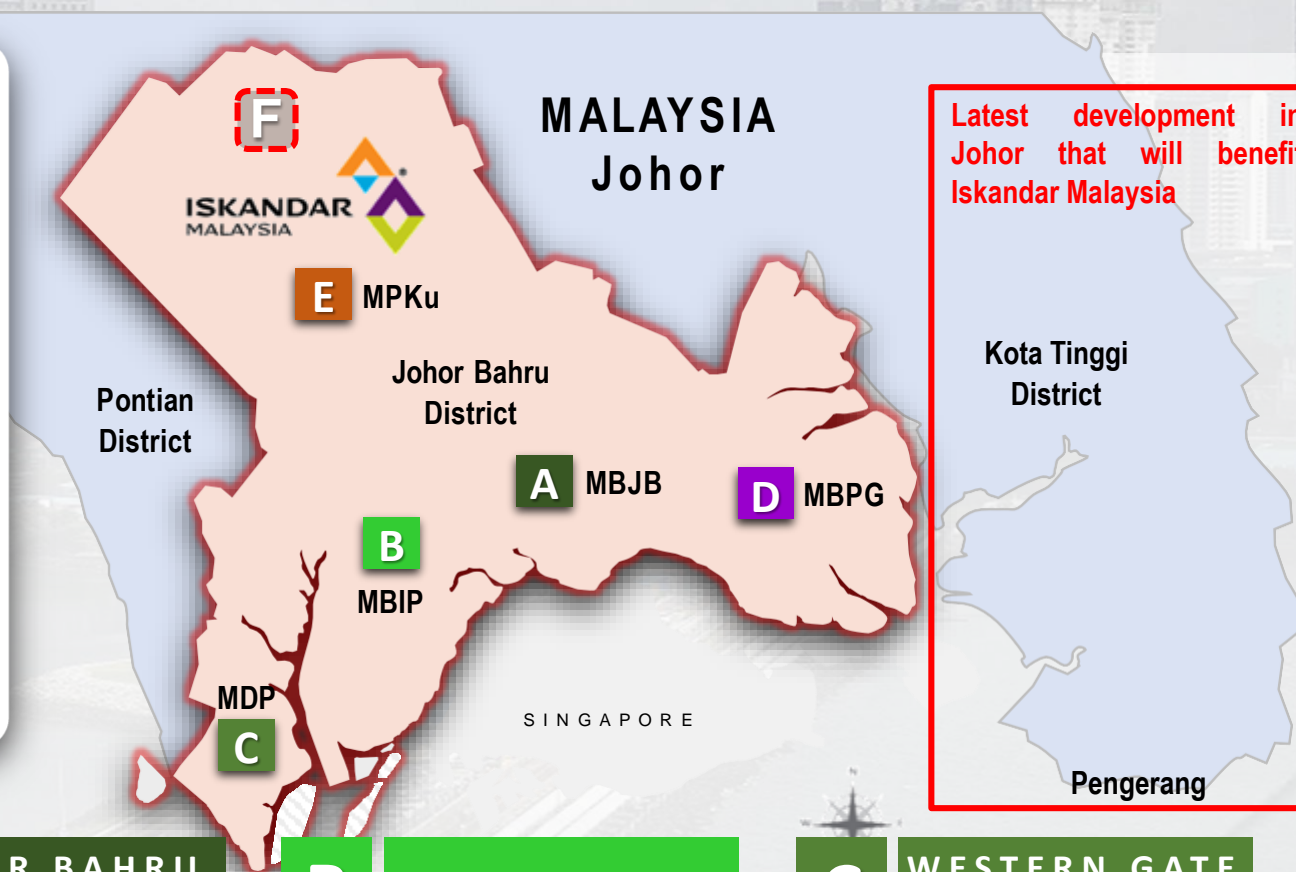 F
MALAYSIA
Johor
ISKANDAR
MALAYSIA
Latest development in
Johor that will benefit
Iskandar Malaysia
E MPKu
Johor Bahru
District
Pontian
District
Kota Tinggi
District
A MBJB
D MBPG
B
MBIP
MDP
C
SINGAPORE
Pengerang
N
R BAHRU
B
C WESTERN GATE